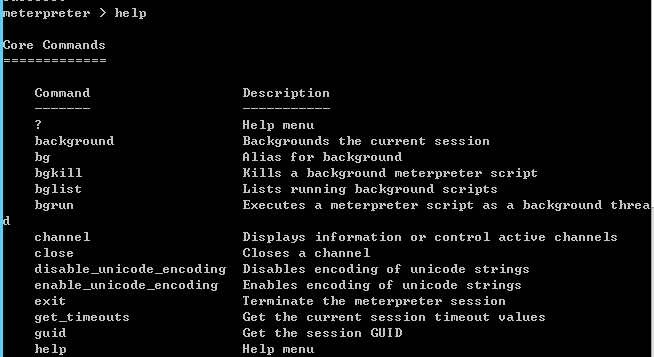 meterpreter > help
Core Commands
=============
Command Description
------- -----------
? Help menu
background Backgrounds the current session
bg Alias for background
bgkill Kills a background meterpreter script
bglist Lists running background scripts
bgrun Executes a meterpreter script as a background threa
d
channel Displays information or control active channels
close Closes a channel
disable_unicode_encoding Disables encoding of unicode strings
enable_unicode_encoding Enables encoding of unicode strings
exit Terminate the meterpreter session
get_timeouts Get the current session timeout values
guid Get the session GUID
help Help menu